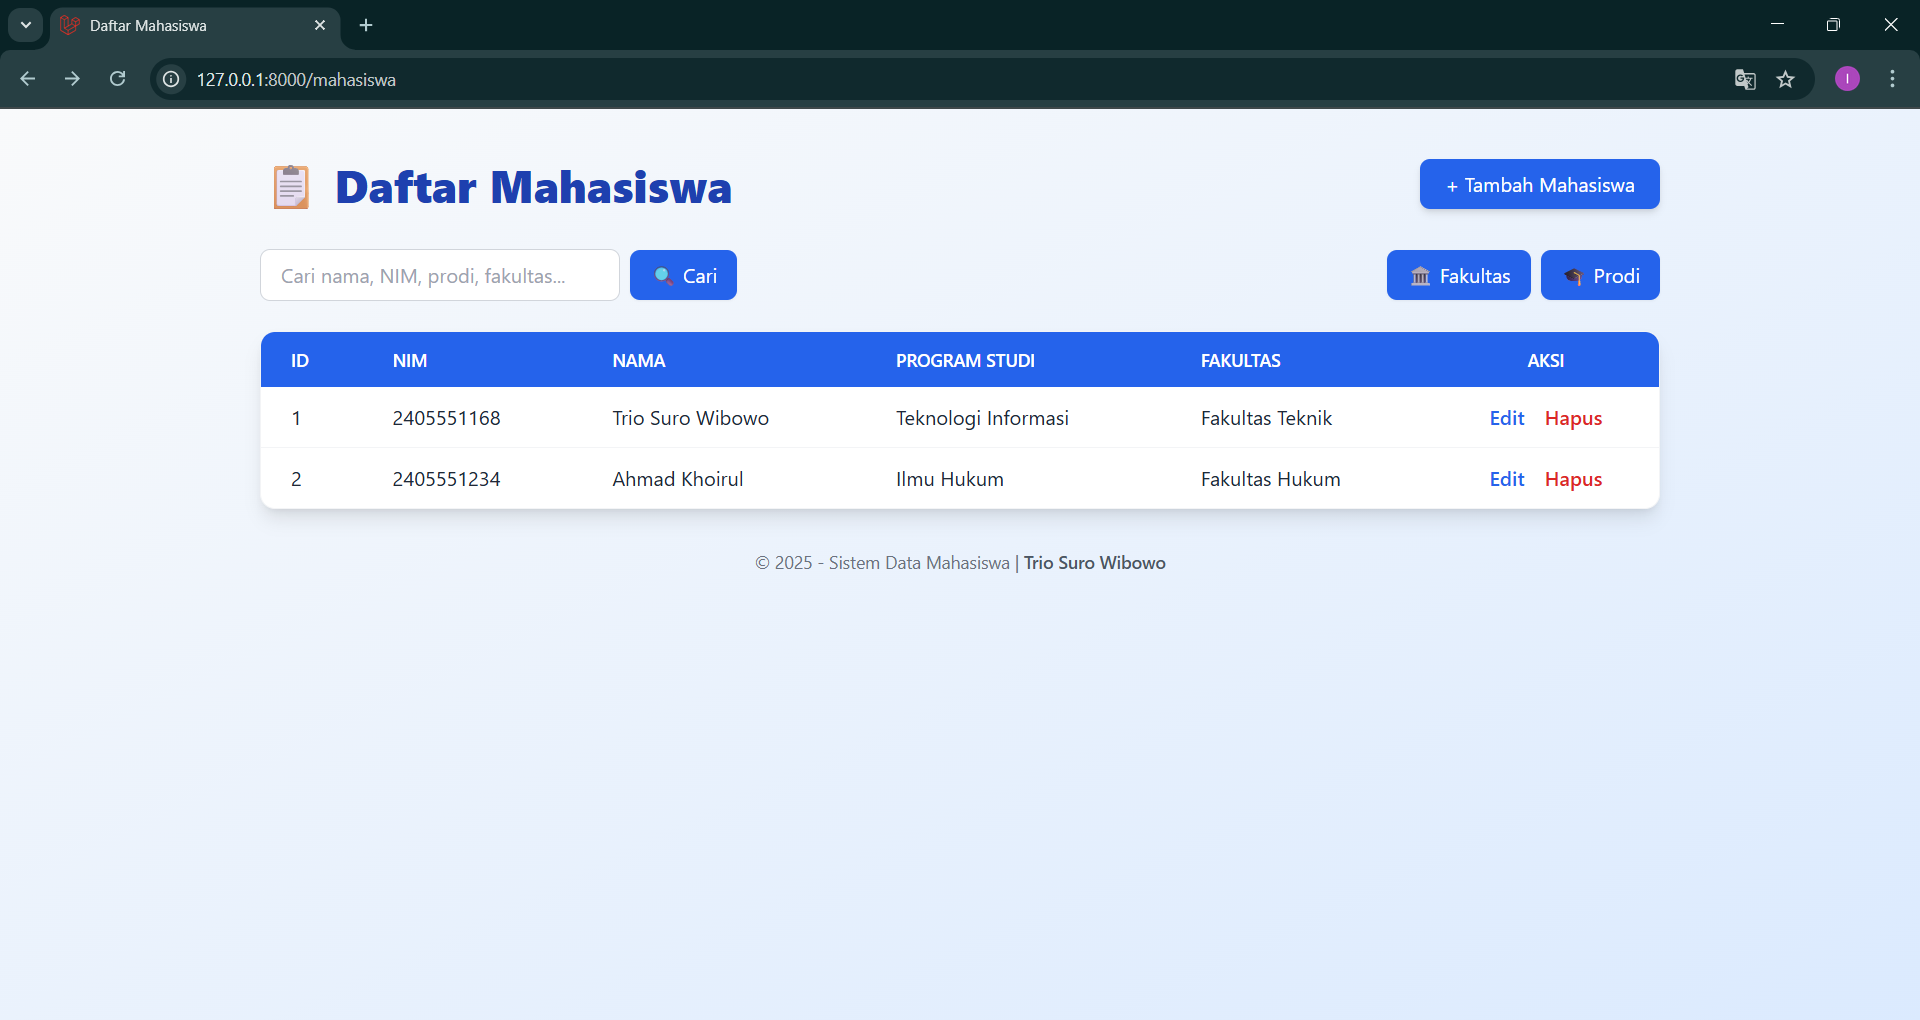 Daftar Mahasiswa
127.0.0.1:8000/mahasiswa
I
Daftar Mahasiswa
+ Tambah Mahasiswa
Cari nama, NIM, prodi, fakultas...
Cari
Fakultas
Prodi
ID NIM NAMA PROGRAM STUDI FAKULTAS AKSI
1 2405551168 Trio Suro Wibowo Teknologi Informasi Fakultas Teknik Edit Hapus
2 2405551234 Ahmad Khoirul Ilmu Hukum Fakultas Hukum Edit Hapus
© 2025 - Sistem Data Mahasiswa | Trio Suro Wibowo